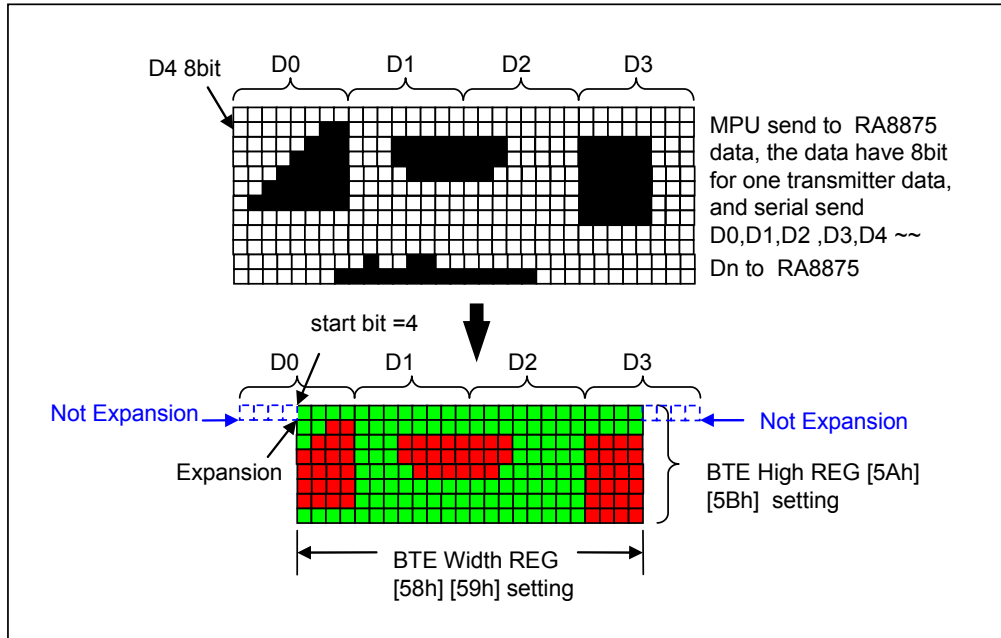 D4 8bit
D0 D1 D2 D3
MPU send to RA8875
data, the data have 8bit
for one transmitter data,
and serial send
D0,D1,D2 ,D3,D4 ~~
Dn to RA8875
start bit =4
D0 D1 D2 D3
Not Expansion
Not Expansion
Expansion
BTE High REG [5Ah]
[5Bh] setting
BTE Width REG
[58h] [59h] setting